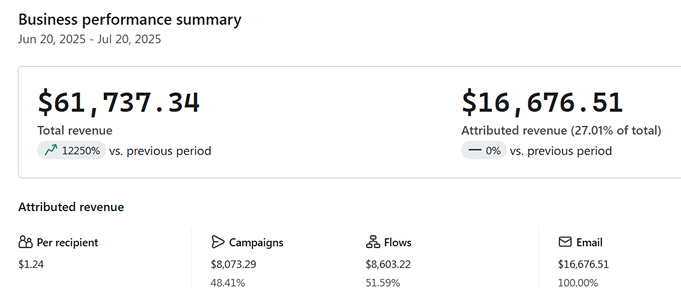 Business performance summary
Jun 20, 2025 - Jul 20, 2025
$61,737.34
Total revenue
12250% vs. previous period
$16,676.51
Attributed revenue (27.01% of total)
0% vs. previous period
Attributed revenue
Per recipient
$1.24
Campaigns
$8,073.29
48.41%
Flows
$8,603.22
51.59%
Email
$16,676.51
100.00%